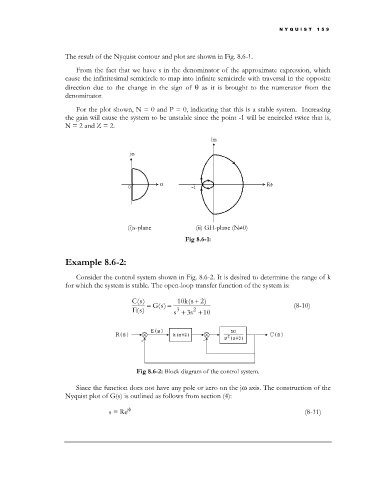 NYQUIST 159
The result of the Nyquist contour and plot are shown in Fig. 8.6-1.
From the fact that we have s in the denominator of the approximate expression, which
cause the infinitesimal semicircle to map into infinite semicircle with traversal in the opposite
direction due to the change in the sign of θ as it is brought to the numerator from the
denominator.
For the plot shown, N = 0 and P = 0, indicating that this is a stable system. Increasing
the gain will cause the system to be unstable since the point -1 will be encircled twice that is,
N = 2 and Z = 2.
Im
jω
0 σ
-1 Re
(i)s-plane (ii) GH-plane (N≠0)
Fig 8.6-1:
Example 8.6-2:
Consider the control system shown in Fig. 8.6-2. It is desired to determine the range of k
for which the system is stable. The open-loop transfer function of the system is:
C(s)/E(s) = G(s) = 10k(s + 2)/(s³ + 3s² + 10) (8-10)
R(s) E(s) k(s+2) 10/s²(s+3) C(s)
Fig 8.6-2: Block diagram of the control system.
Since the function does not have any pole or zero on the jω axis. The construction of the
Nyquist plot of G(s) is outlined as follows from section (4):
(8-11)